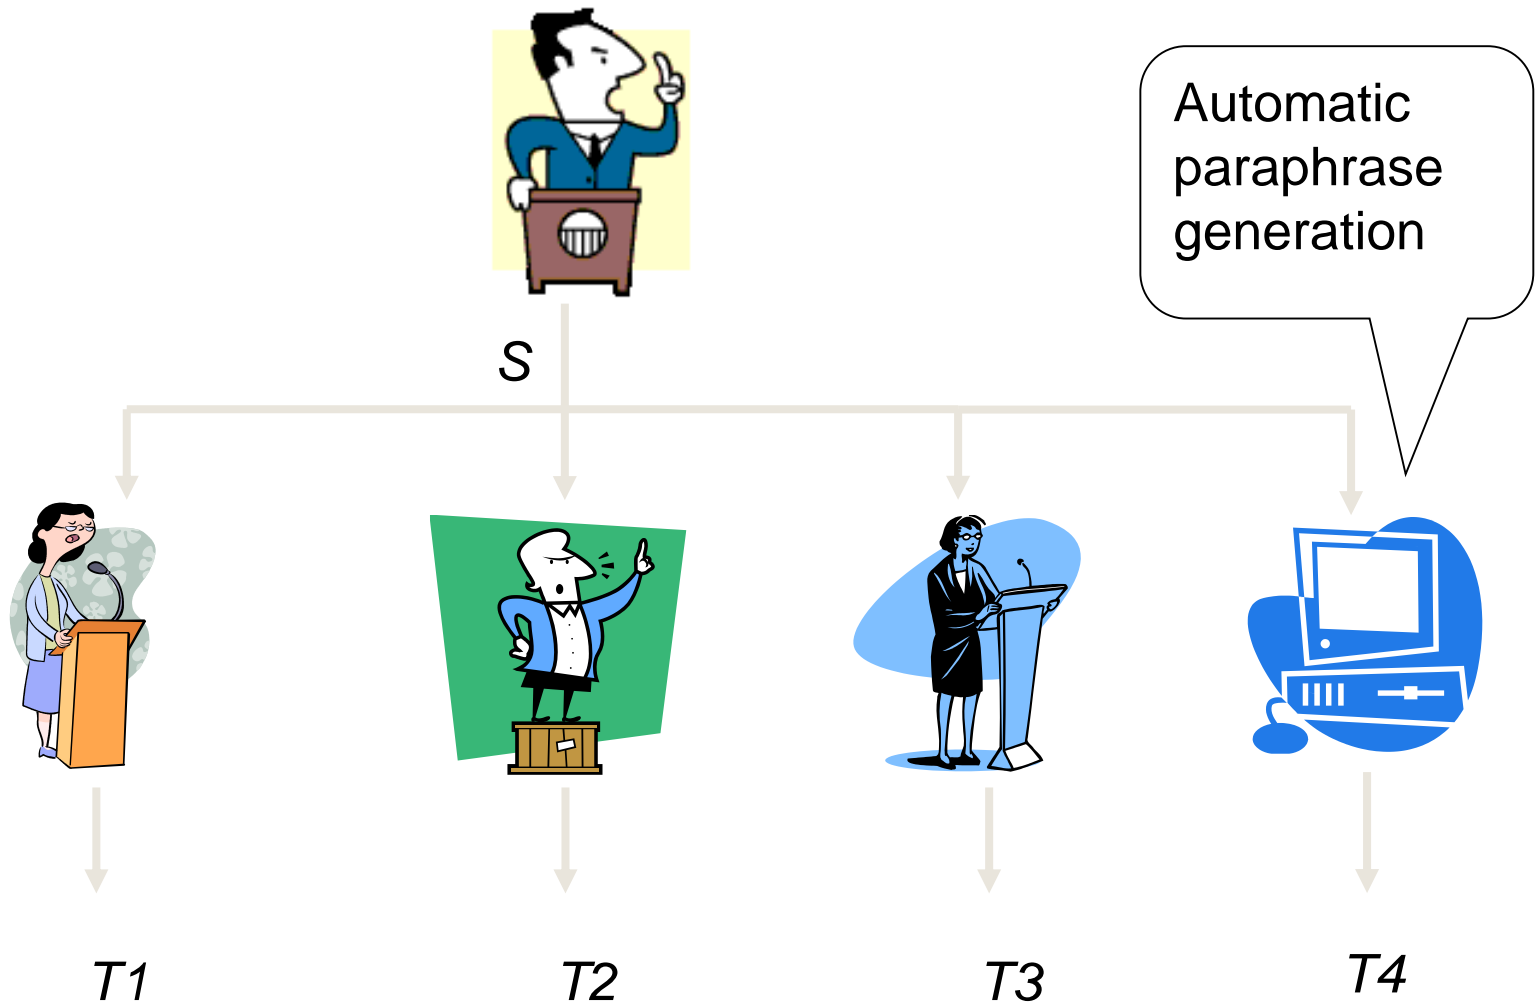 Automatic
paraphrase
generation
S
T1
T2
T3
T4